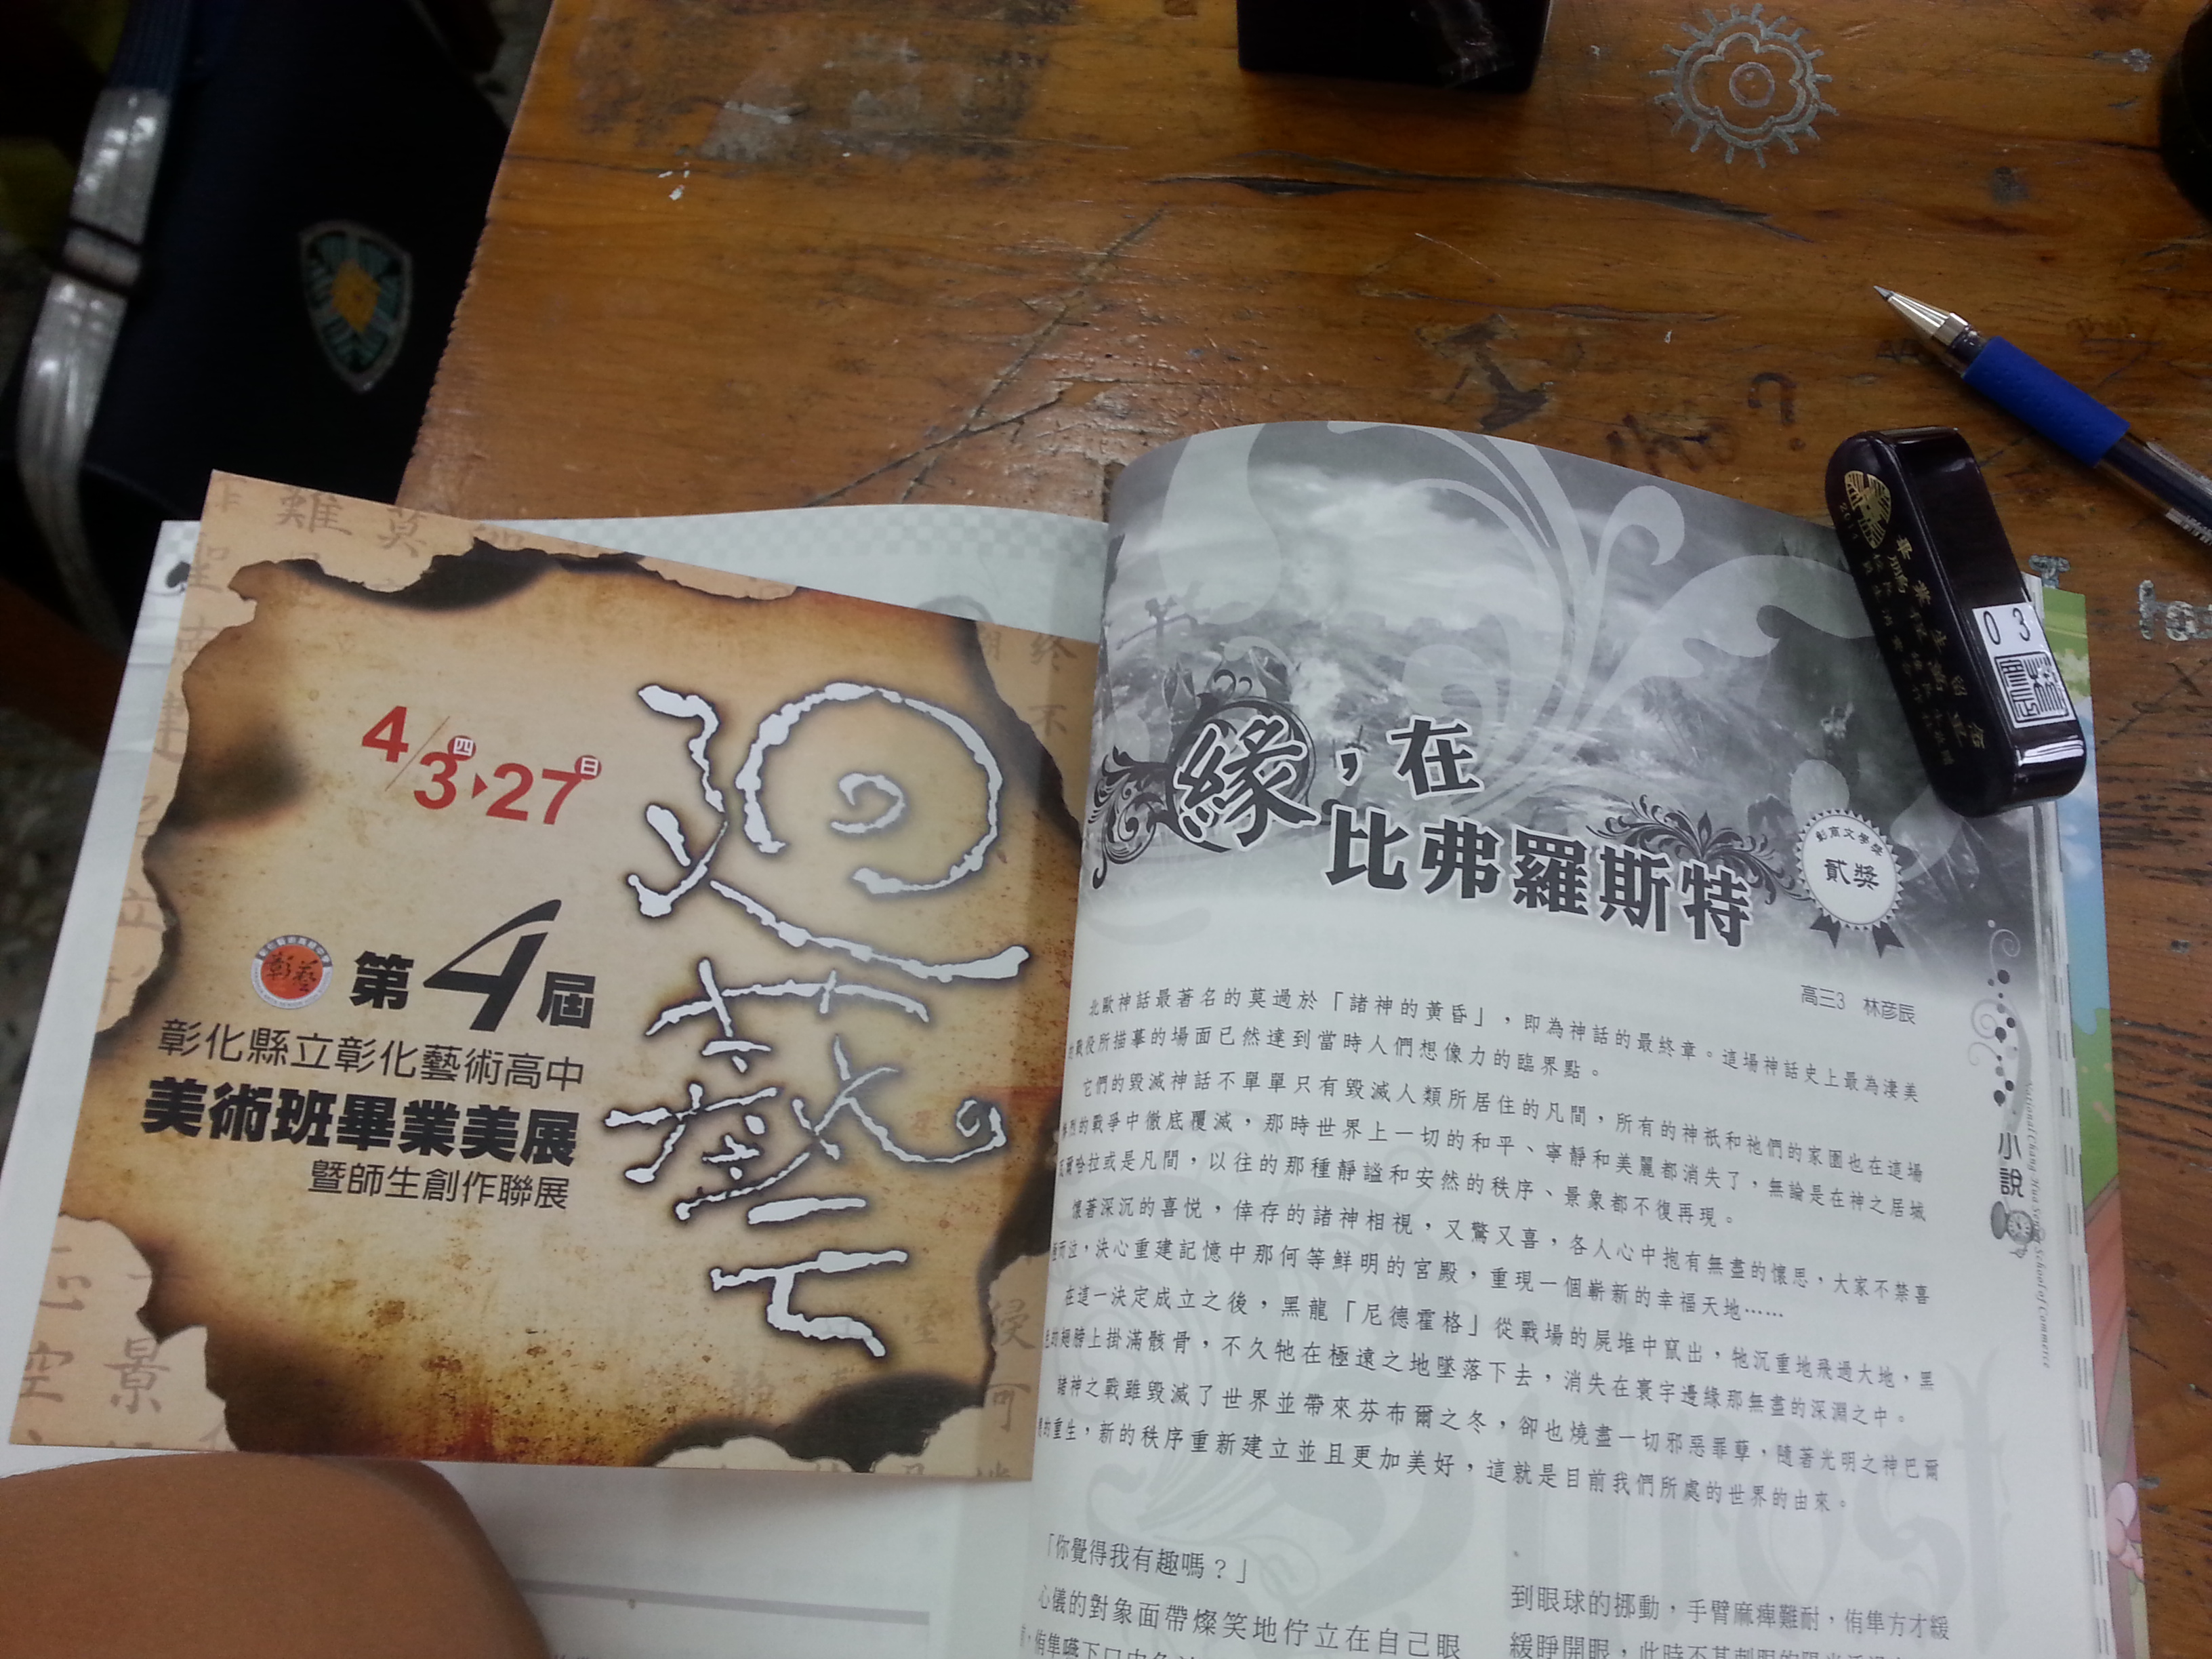 4/3四▸27日
迴藝示
彰藝
第4屆
彰化縣立彰化藝術高中
美術班畢業美展
暨師生創作聯展
緣，在
比弗羅斯特
彰商文學獎
貳獎
高三3 林彥辰
北歐神話最著名的莫過於「諸神的黃昏」，即為神話的最終章。這場神話史上最為淒美
戰役所描摹的場面已然達到當時人們想像力的臨界點。
它們的毀滅神話不單單只有毀滅人類所居住的凡間，所有的神祇和祂們的家園也在這場
烈的戰爭中徹底覆滅，那時世界上一切的和平、寧靜和美麗都消失了，無論是在神之居城
瓦爾哈拉或是凡間，以往的那種靜謐和安然的秩序、景象都不復再現。
懷著深沉的喜悅，倖存的諸神相視，又驚又喜，各人心中抱有無盡的懷思，大家不禁喜
而泣，決心重建記憶中那何等鮮明的宮殿，重現一個嶄新的幸福天地……
在這一決定成立之後，黑龍「尼德霍格」從戰場的屍堆中竄出，牠沉重地飛過大地，黑
色的翅膀上掛滿骸骨，不久牠在極遠之地墜落下去，消失在寰宇邊緣那無盡的深淵之中。
諸神之戰雖毀滅了世界並帶來芬布爾之冬，卻也燒盡一切邪惡罪孽，隨著光明之神巴爾
的重生，新的秩序重新建立並且更加美好，這就是目前我們所處的世界的由來。
「你覺得我有趣嗎？」
心儀的對象面帶燦笑地佇立在自己眼
到眼球的挪動，手臂麻痺難耐，侑隼方才緩
緩睜開眼，此時不甚刺眼的陽光
小說
National Chang Hua Senior School of Commerce
03
2014
who?